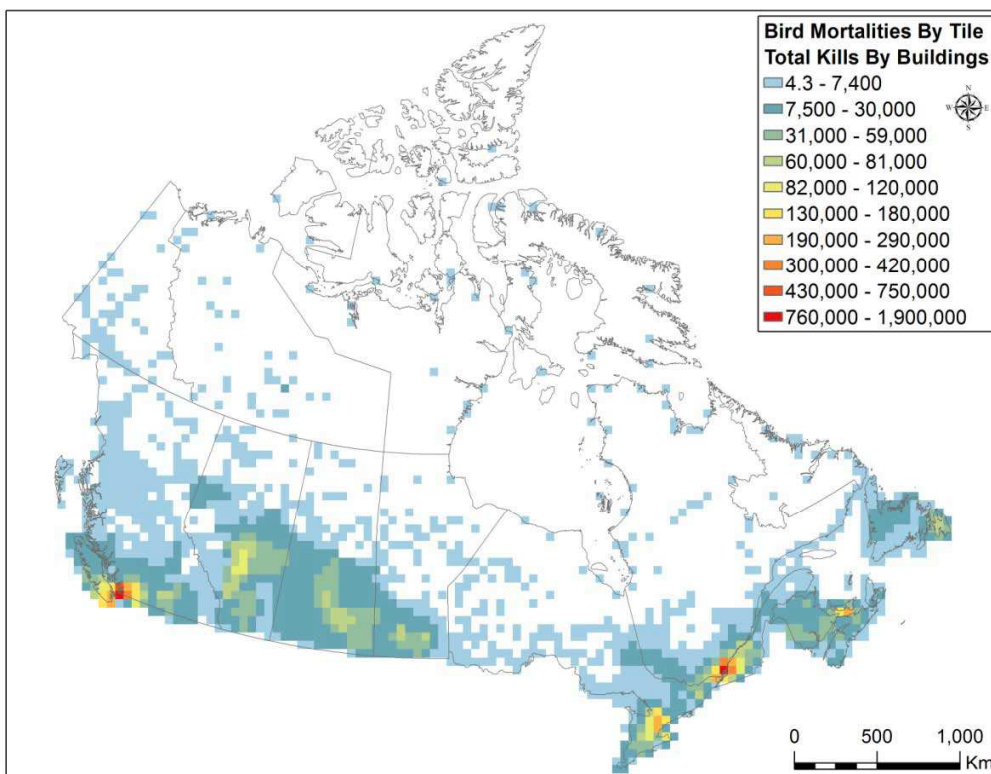 Bird Mortalities By Tile
Total Kills By Buildings
4.3 - 7,400
7,500 - 30,000
31,000 - 59,000
60,000 - 81,000
82,000 - 120,000
130,000 - 180,000
190,000 - 290,000
300,000 - 420,000
430,000 - 750,000
760,000 - 1,900,000
N
W E
S
0 500 1,000
Km